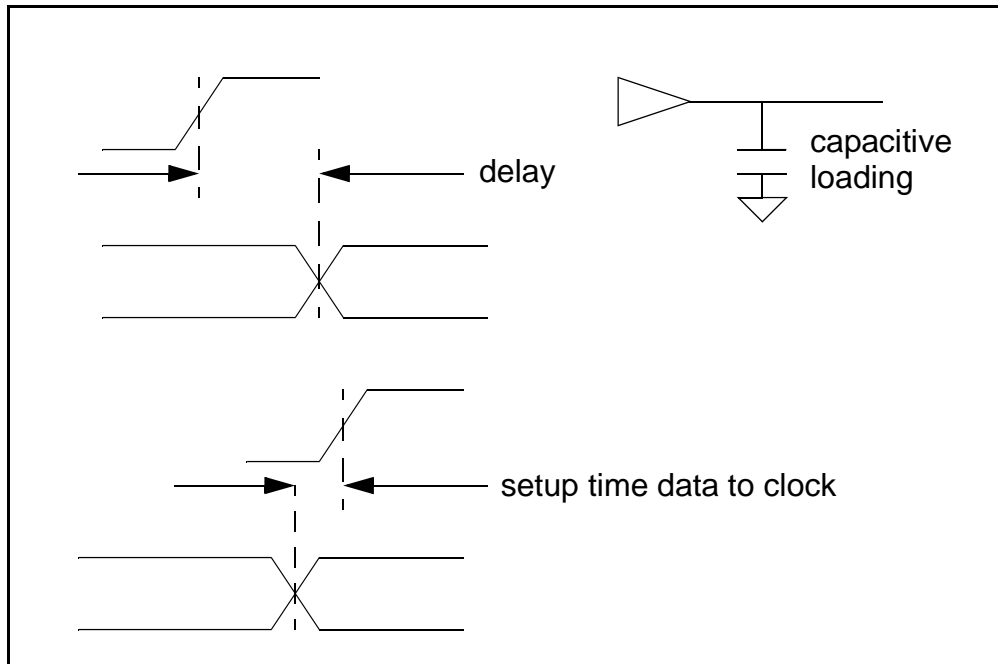 delay
capacitive
loading
setup time data to clock